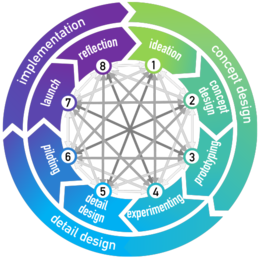 implementation
concept design
detail design
ideation
concept
design
prototyping
experimenting
detail
design
piloting
launch
reflection
1
2
3
4
5
6
7
8